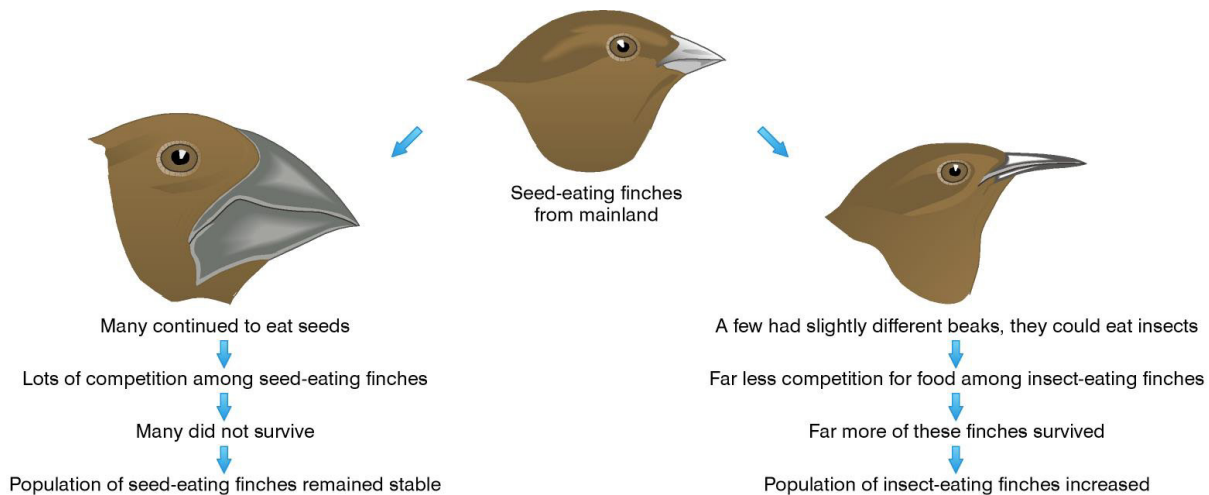 Seed-eating finches
from mainland
Many continued to eat seeds
Lots of competition among seed-eating finches
Many did not survive
Population of seed-eating finches remained stable
A few had slightly different beaks, they could eat insects
Far less competition for food among insect-eating finches
Far more of these finches survived
Population of insect-eating finches increased